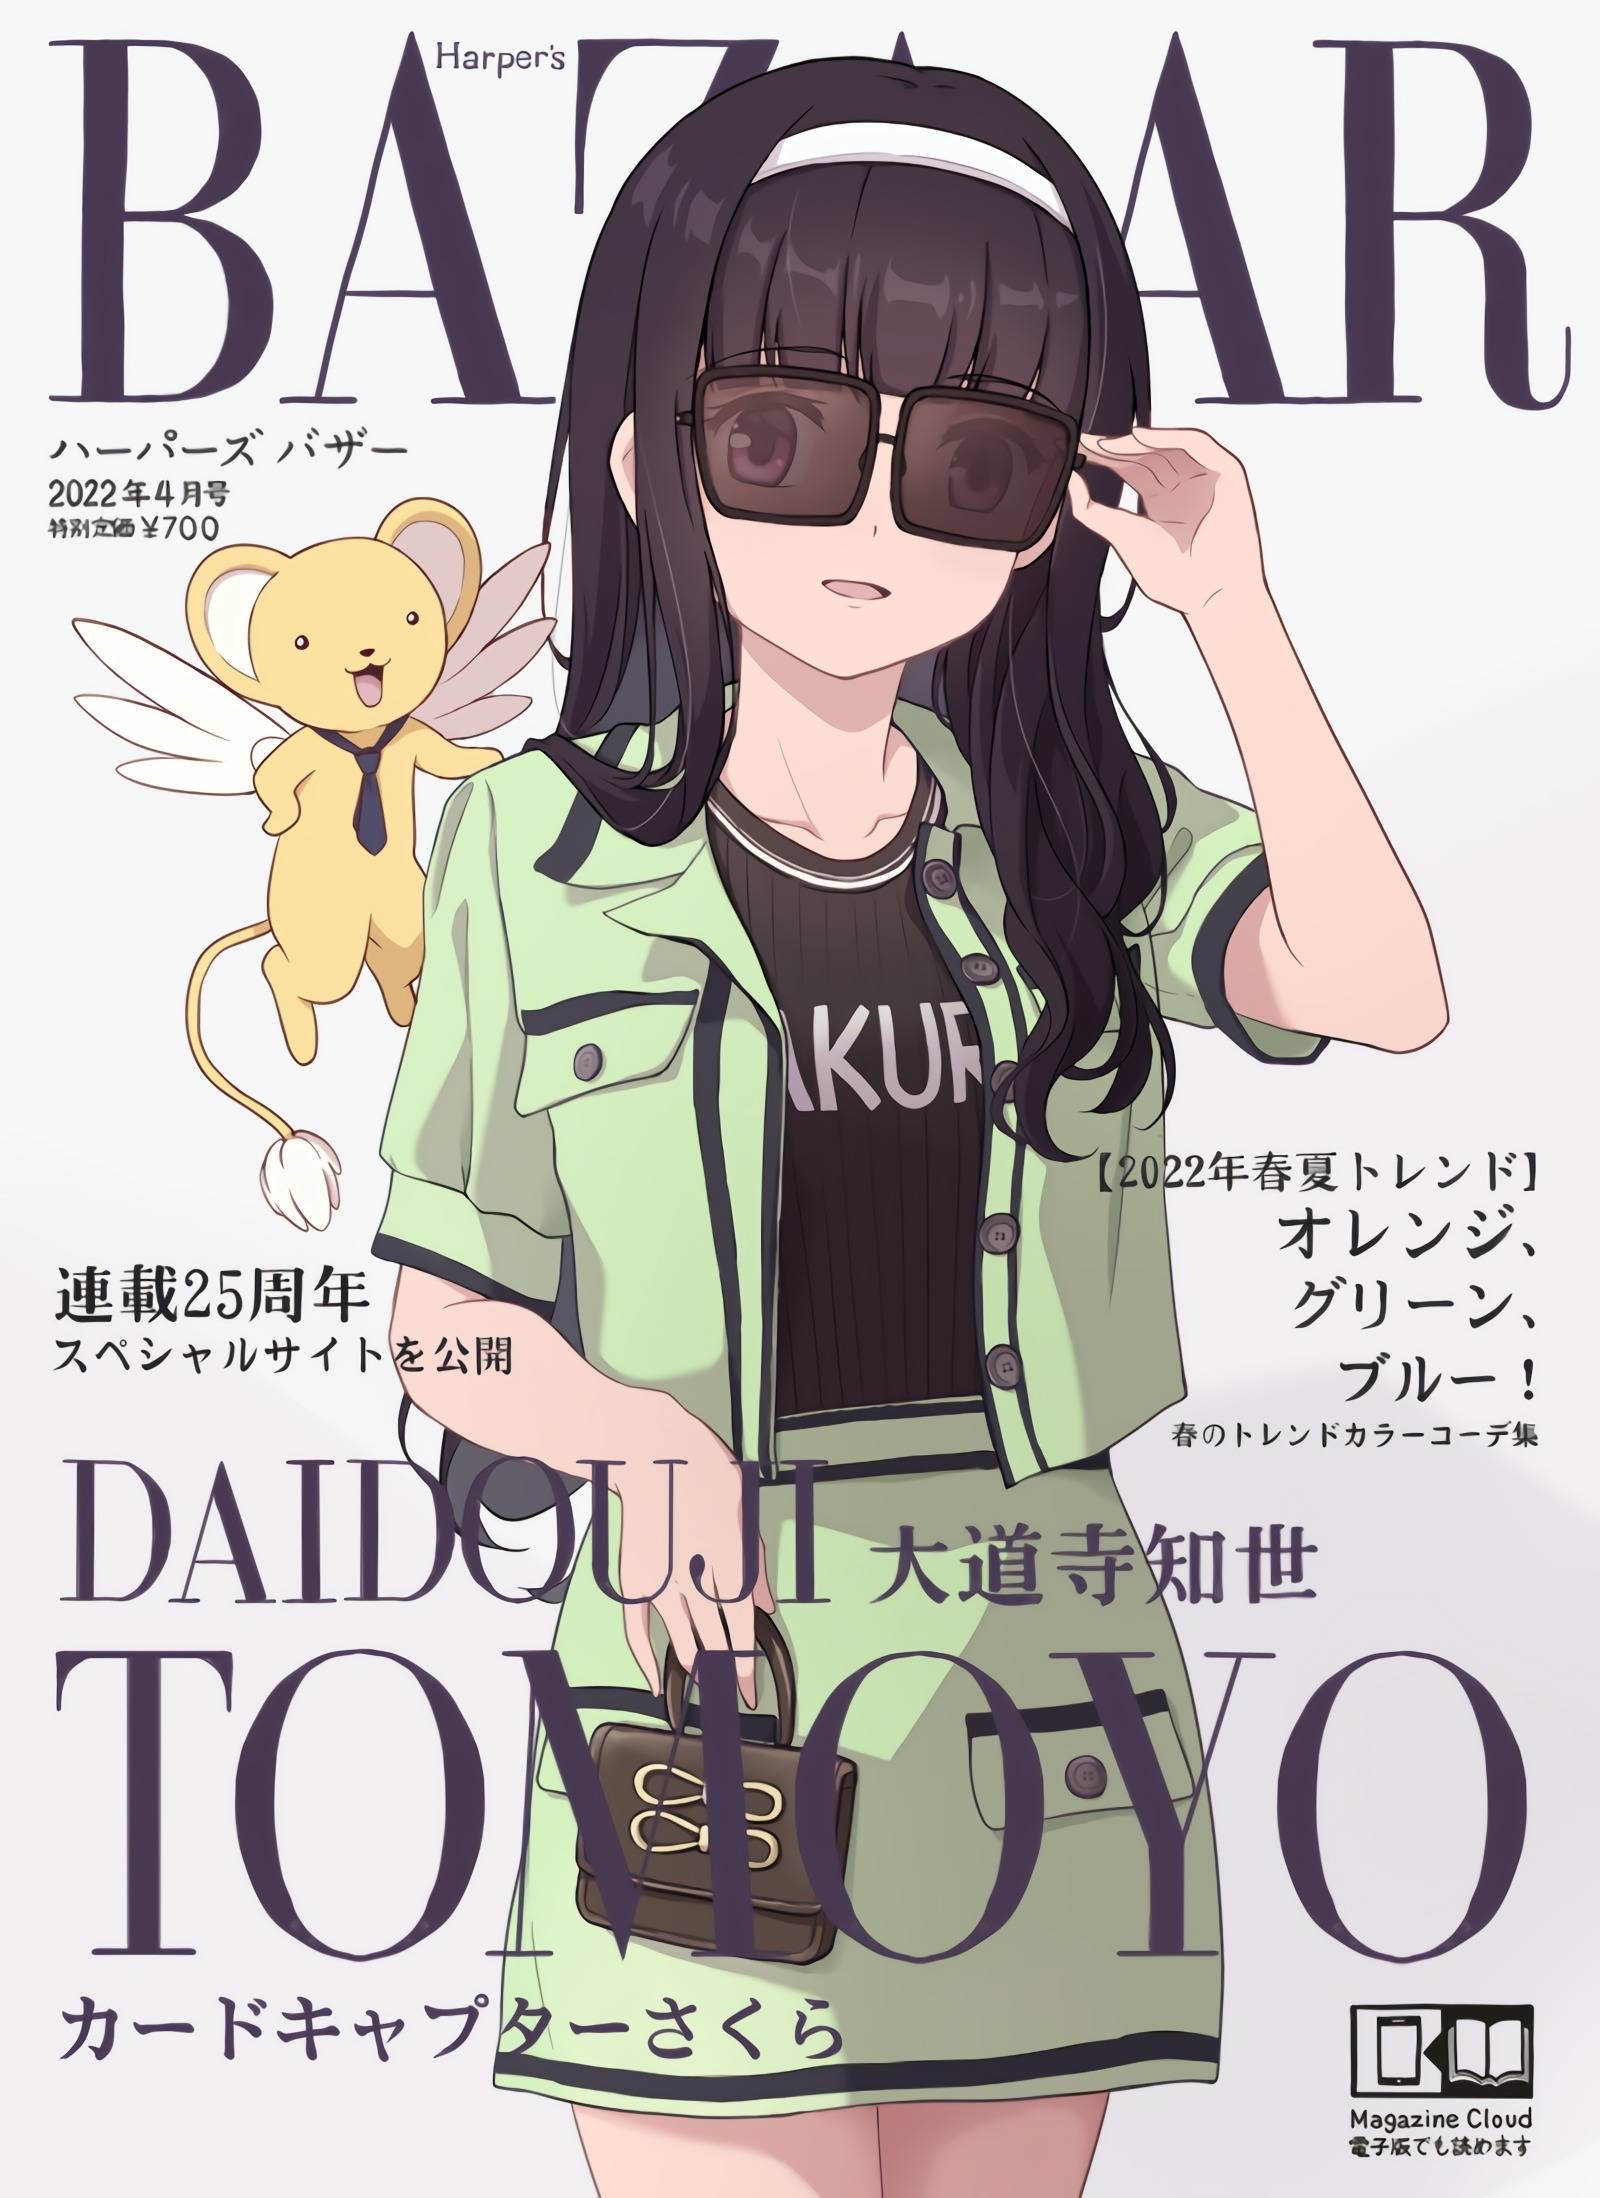 Harper's
BAZAAR
ハーパーズ バザー
2022年4月号
特別定価¥700
AKUR
【2022年春夏トレンド】
オレンジ、
グリーン、
ブルー！
春のトレンドカラーコーデ集
連載25周年
スペシャルサイトを公開
DAIDOUJI 大道寺知世
TOMOYO
カードキャプターさくら
Magazine Cloud
電子版でも読めます